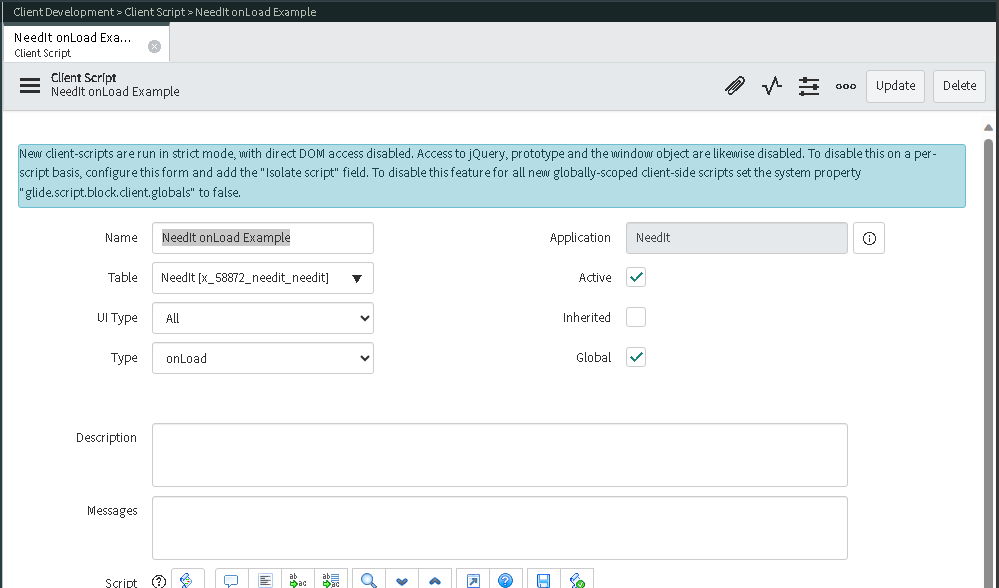 Client Development > Client Script > NeedIt onLoad Example
NeedIt onLoad Exa...
Client Script
Client Script
NeedIt onLoad Example
Update
Delete
New client-scripts are run in strict mode, with direct DOM access disabled. Access to jQuery, prototype and the window object are likewise disabled. To disable this on a per-
script basis, configure this form and add the "Isolate script" field. To disable this feature for all new globally-scoped client-side scripts set the system property
"glide.script.block.client.globals" to false.
Name
NeedIt onLoad Example
Application
NeedIt
Table
NeedIt [x_58872_needit_needit]
Active
UI Type
All
Inherited
Type
onLoad
Global
Description
Messages
Script